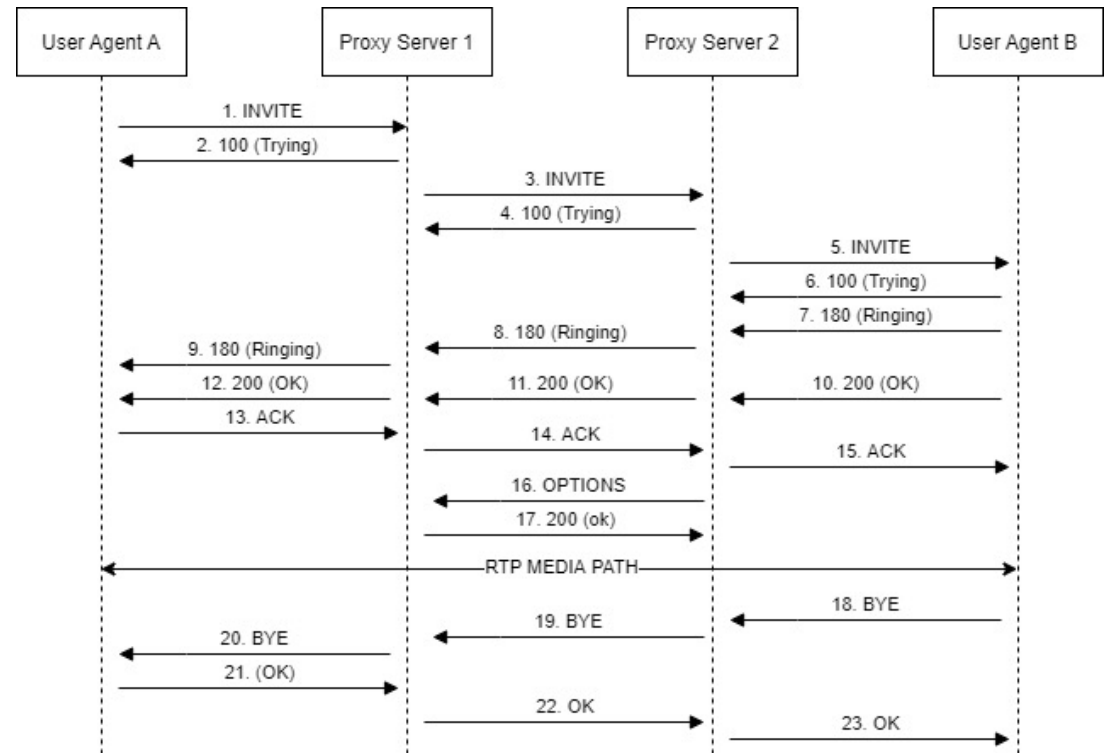 User Agent A
Proxy Server 1
Proxy Server 2
User Agent B
1. INVITE
2. 100 (Trying)
3. INVITE
4. 100 (Trying)
5. INVITE
6. 100 (Trying)
7. 180 (Ringing)
8. 180 (Ringing)
9. 180 (Ringing)
12. 200 (OK)
11. 200 (OK)
10. 200 (OK)
13. ACK
14. ACK
15. ACK
16. OPTIONS
17. 200 (ok)
RTP MEDIA PATH
18. BYE
19. BYE
20. BYE
21. (OK)
22. OK
23. OK